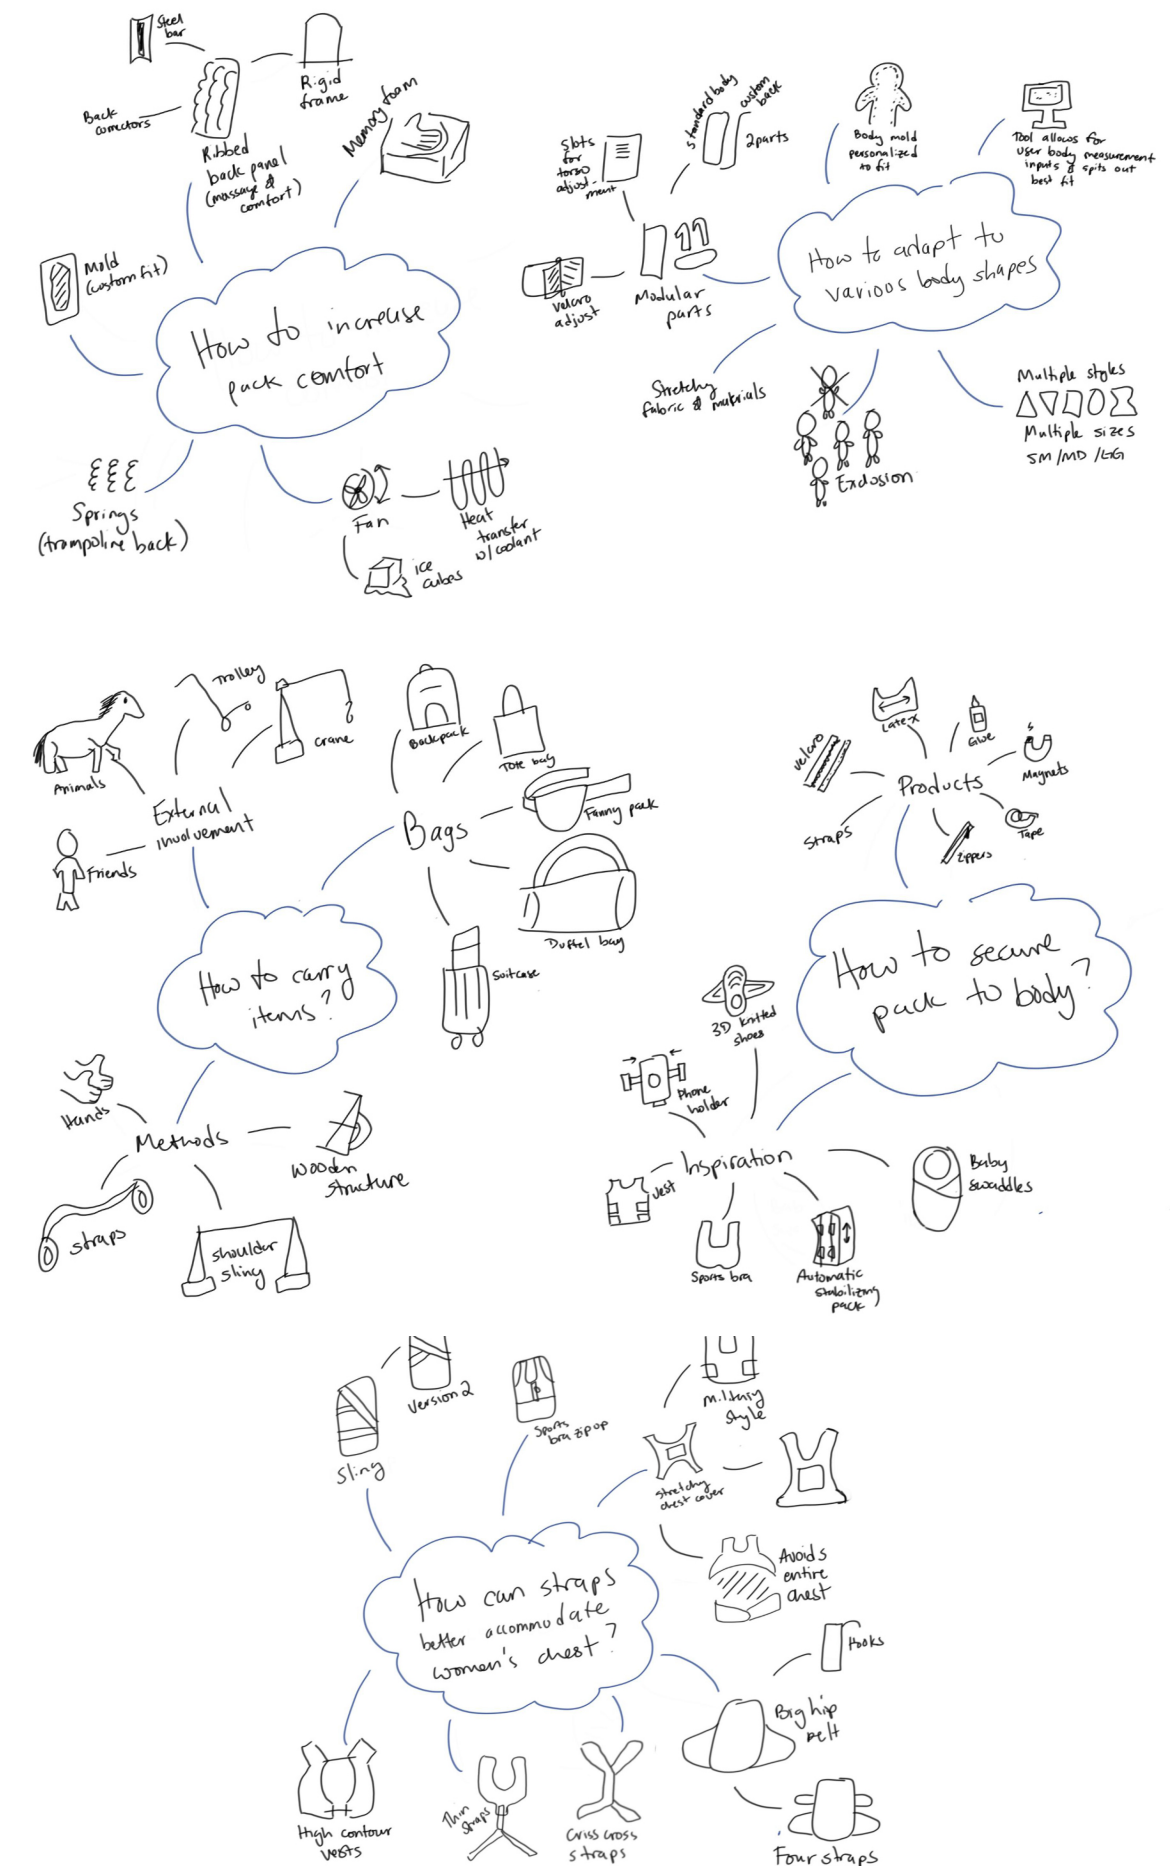 Steel
bar
Rigid
frame
Back
correctors
Ribbed
back panel
(massage &
comfort)
Memory foam
Mold
(custom fit)
How to increase
pack comfort
Springs
(trampoline back)
Fan
Heat
transfer
w/coolant
ice
cubes
standard body
custom
back
2 parts
Slots
for
torso
adjust-
ment
velcro
adjust
Modular
parts
Body mold
personalized
to fit
Tool allows for
user body measurement
inputs & spits out
best fit
How to adapt to
various body shapes
Stretchy
fabric & materials
Exclusion
Multiple styles
Multiple sizes
SM/MD/LG
Trolley
crane
Animals
External
involvement
Friends
Backpack
Tote bag
Fanny pack
Bags
Duffel bag
Suitcase
How to carry
items?
Hands
Methods
Wooden
structure
straps
shoulder
sling
Latex
Glue
velcro
Magnets
Products
Straps
Tape
zippers
How to secure
pack to body?
3D knitted
shoes
Phone
holder
Inspiration
vest
Baby
swaddles
Sports bra
Automatic
stabilizing
pack
version 2
Sling
Sports
bra zip up
Military
style
stretchy
chest cover
Avoids
entire
chest
How can straps
better accommodate
women's chest?
Hooks
Big hip
belt
High contour
vests
Thin
straps
Criss cross
straps
Four straps